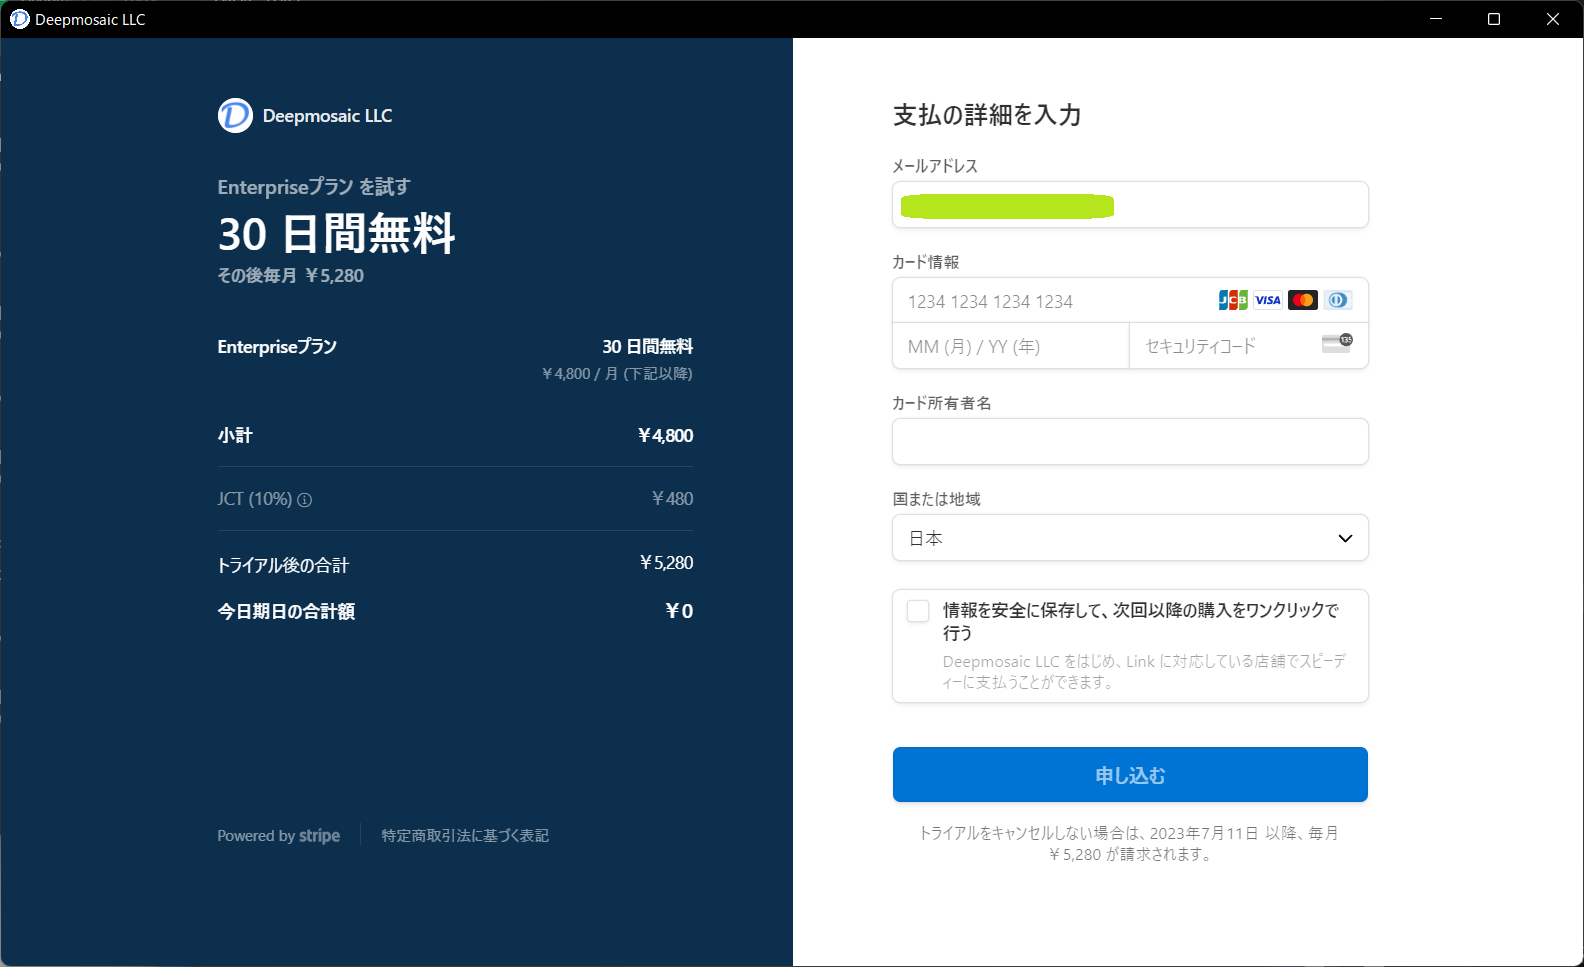 Deepmosaic LLC
Deepmosaic LLC
Enterpriseプラン を試す
30 日間無料
その後毎月 ￥5,280
Enterpriseプラン 30 日間無料
￥4,800 / 月 (下記以降)
小計 ￥4,800
JCT (10%) ￥480
トライアル後の合計 ￥5,280
今日期日の合計額 ￥0
Powered by stripe 特定商取引法に基づく表記
支払の詳細を入力
メールアドレス
カード情報
1234 1234 1234 1234 JCB VISA
MM (月) / YY (年) セキュリティコード 135
カード所有者名
国または地域
日本
情報を安全に保存して、次回以降の購入をワンクリックで
行う
Deepmosaic LLC をはじめ、Link に対応している店舗でスピーデ
ィーに支払うことができます。
申し込む
トライアルをキャンセルしない場合は、2023年7月11日 以降、毎月
￥5,280 が請求されます。